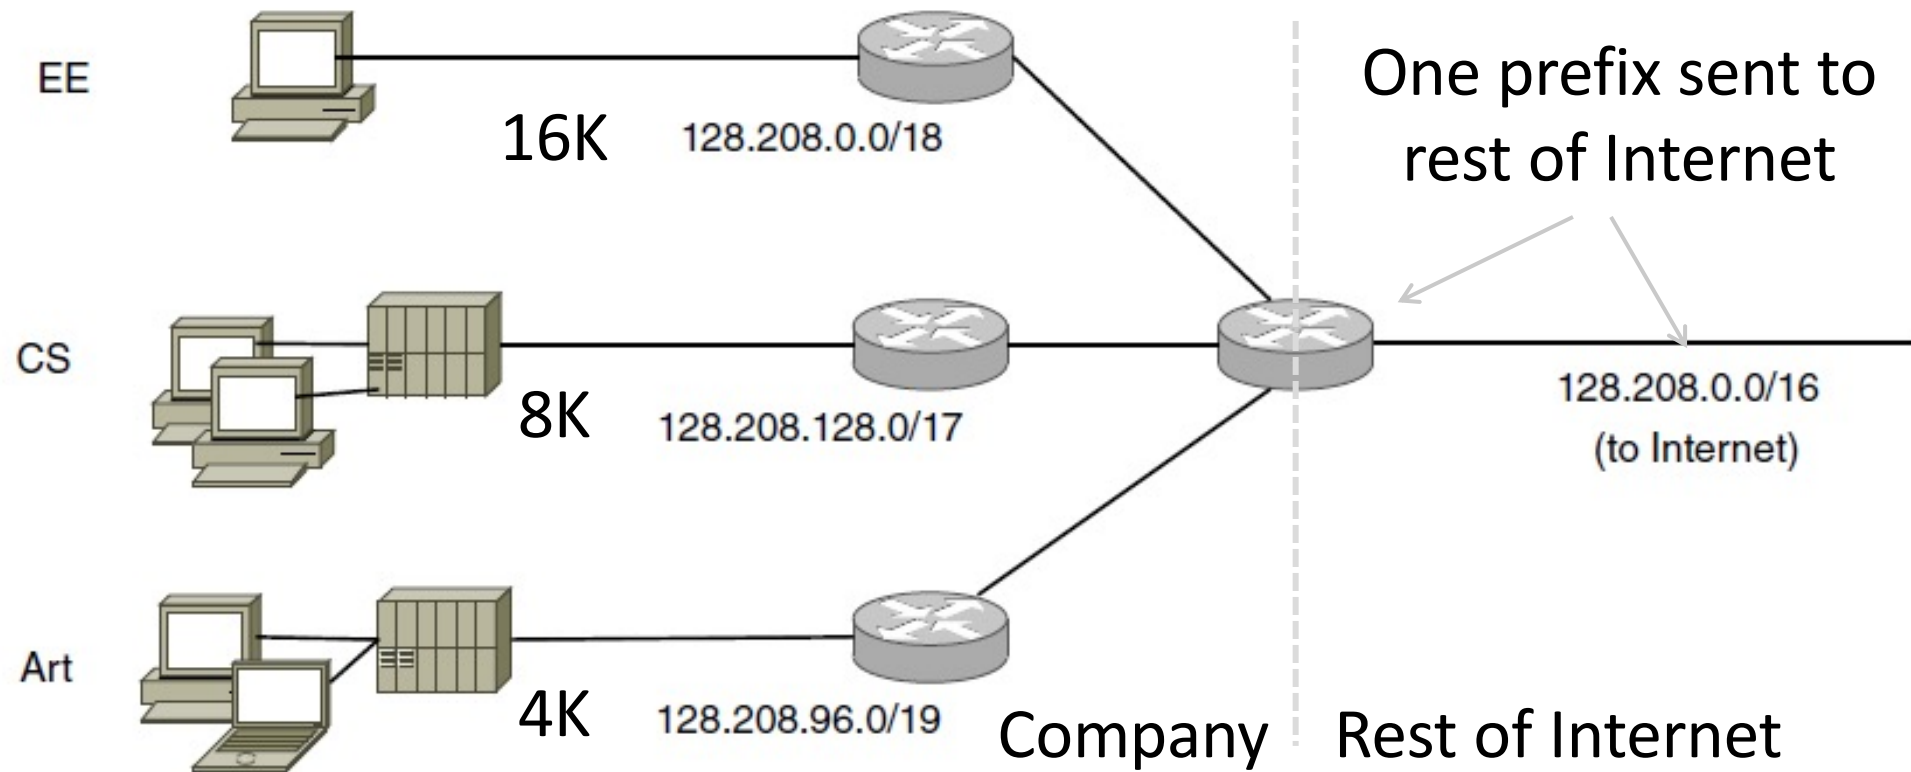 EE
16K
128.208.0.0/18
One prefix sent to
rest of Internet
CS
8K
128.208.128.0/17
128.208.0.0/16
(to Internet)
Art
4K
128.208.96.0/19
Company
Rest of Internet